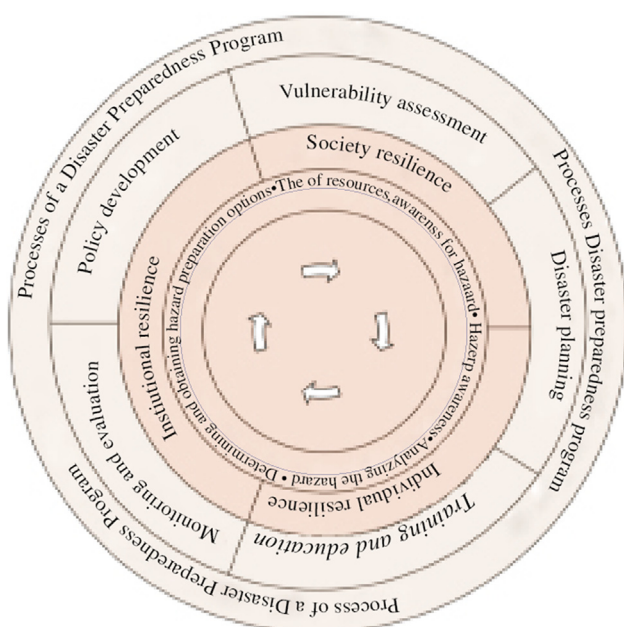 Processes of a Disaster Preparedness Program
Processes Disaster preparedness program
Process of a Disaster Preparedness Program
Vulnerability assessment
Disaster planning
Training and education
Monitoring and evaluation
Policy development
Society resilience
Individual resilience
Institutional resilience
•The of resources,awarenss for hazaard
• Hazerp awareness
•Analyzing the hazard
• Determining and obtaining hazard preparation options